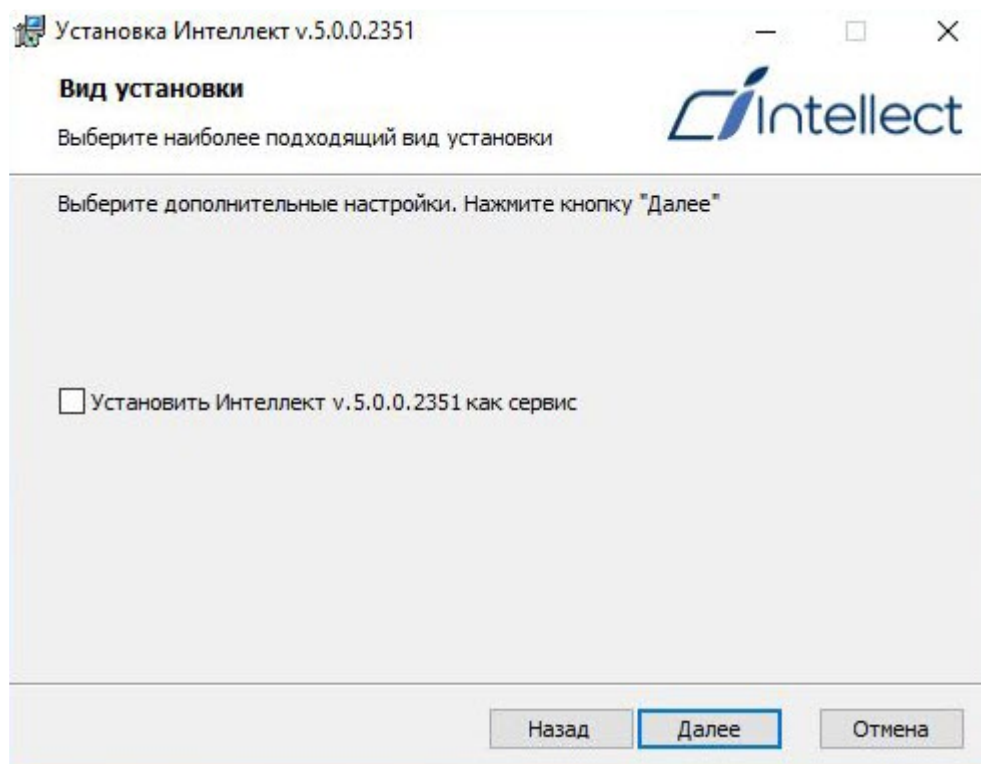 Установка Интеллект v.5.0.0.2351
Вид установки
Выберите наиболее подходящий вид установки
Intellect
Выберите дополнительные настройки. Нажмите кнопку "Далее"
Установить Интеллект v.5.0.0.2351 как сервис
Назад
Далее
Отмена